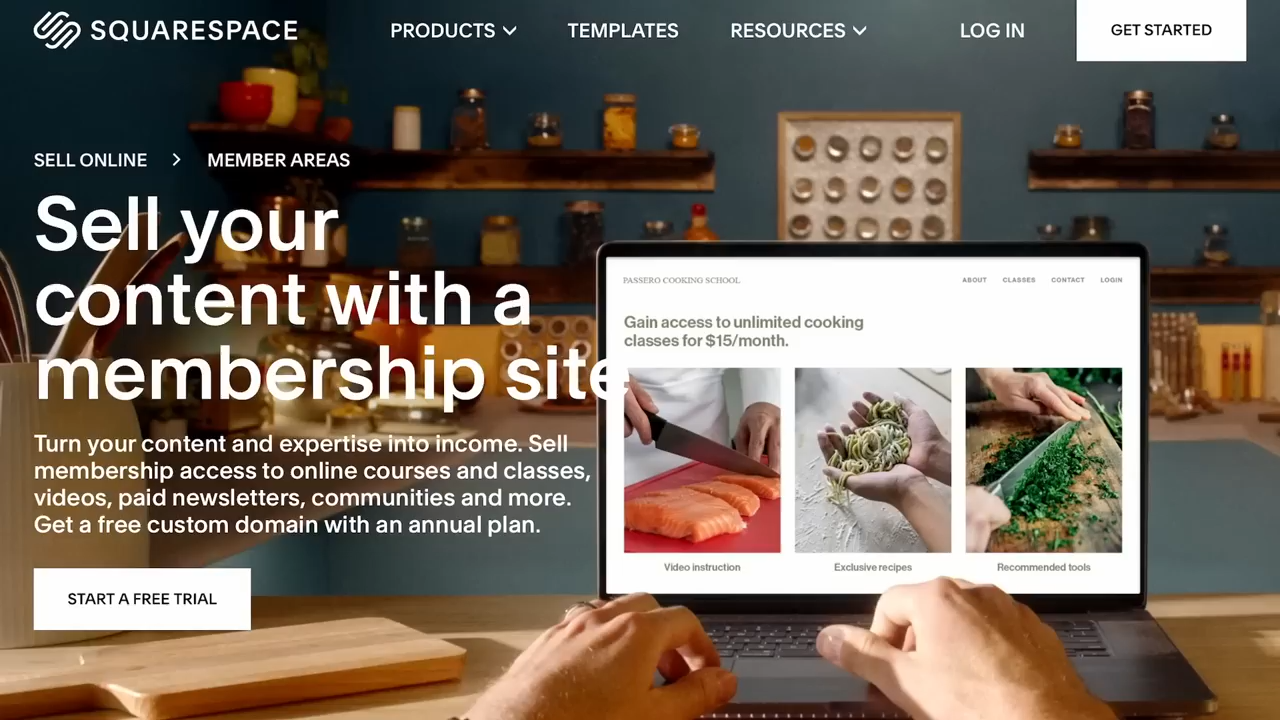 SQUARESPACE
PRODUCTS
TEMPLATES
RESOURCES
LOG IN
GET STARTED
SELL ONLINE
MEMBER AREAS
Sell your
content with a
membership site
Turn your content and expertise into income. Sell
membership access to online courses and classes,
videos, paid newsletters, communities and more.
Get a free custom domain with an annual plan.
START A FREE TRIAL
PASSERO COOKING SCHOOL
ABOUT
CLASSES
CONTACT
LOGIN
Gain access to unlimited cooking
classes for $15/month.
Video instruction
Exclusive recipes
Recommended tools